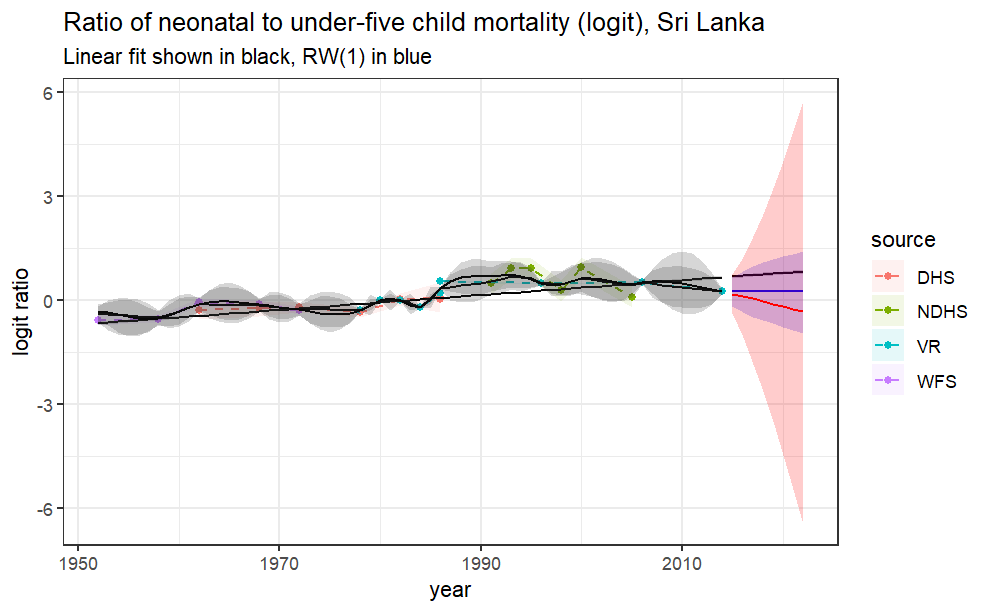 Ratio of neonatal to under-five child mortality (logit), Sri Lanka
Linear fit shown in black, RW(1) in blue
6
3
0
-3
-6
logit ratio
1950
1970
1990
2010
year
source
DHS
NDHS
VR
WFS